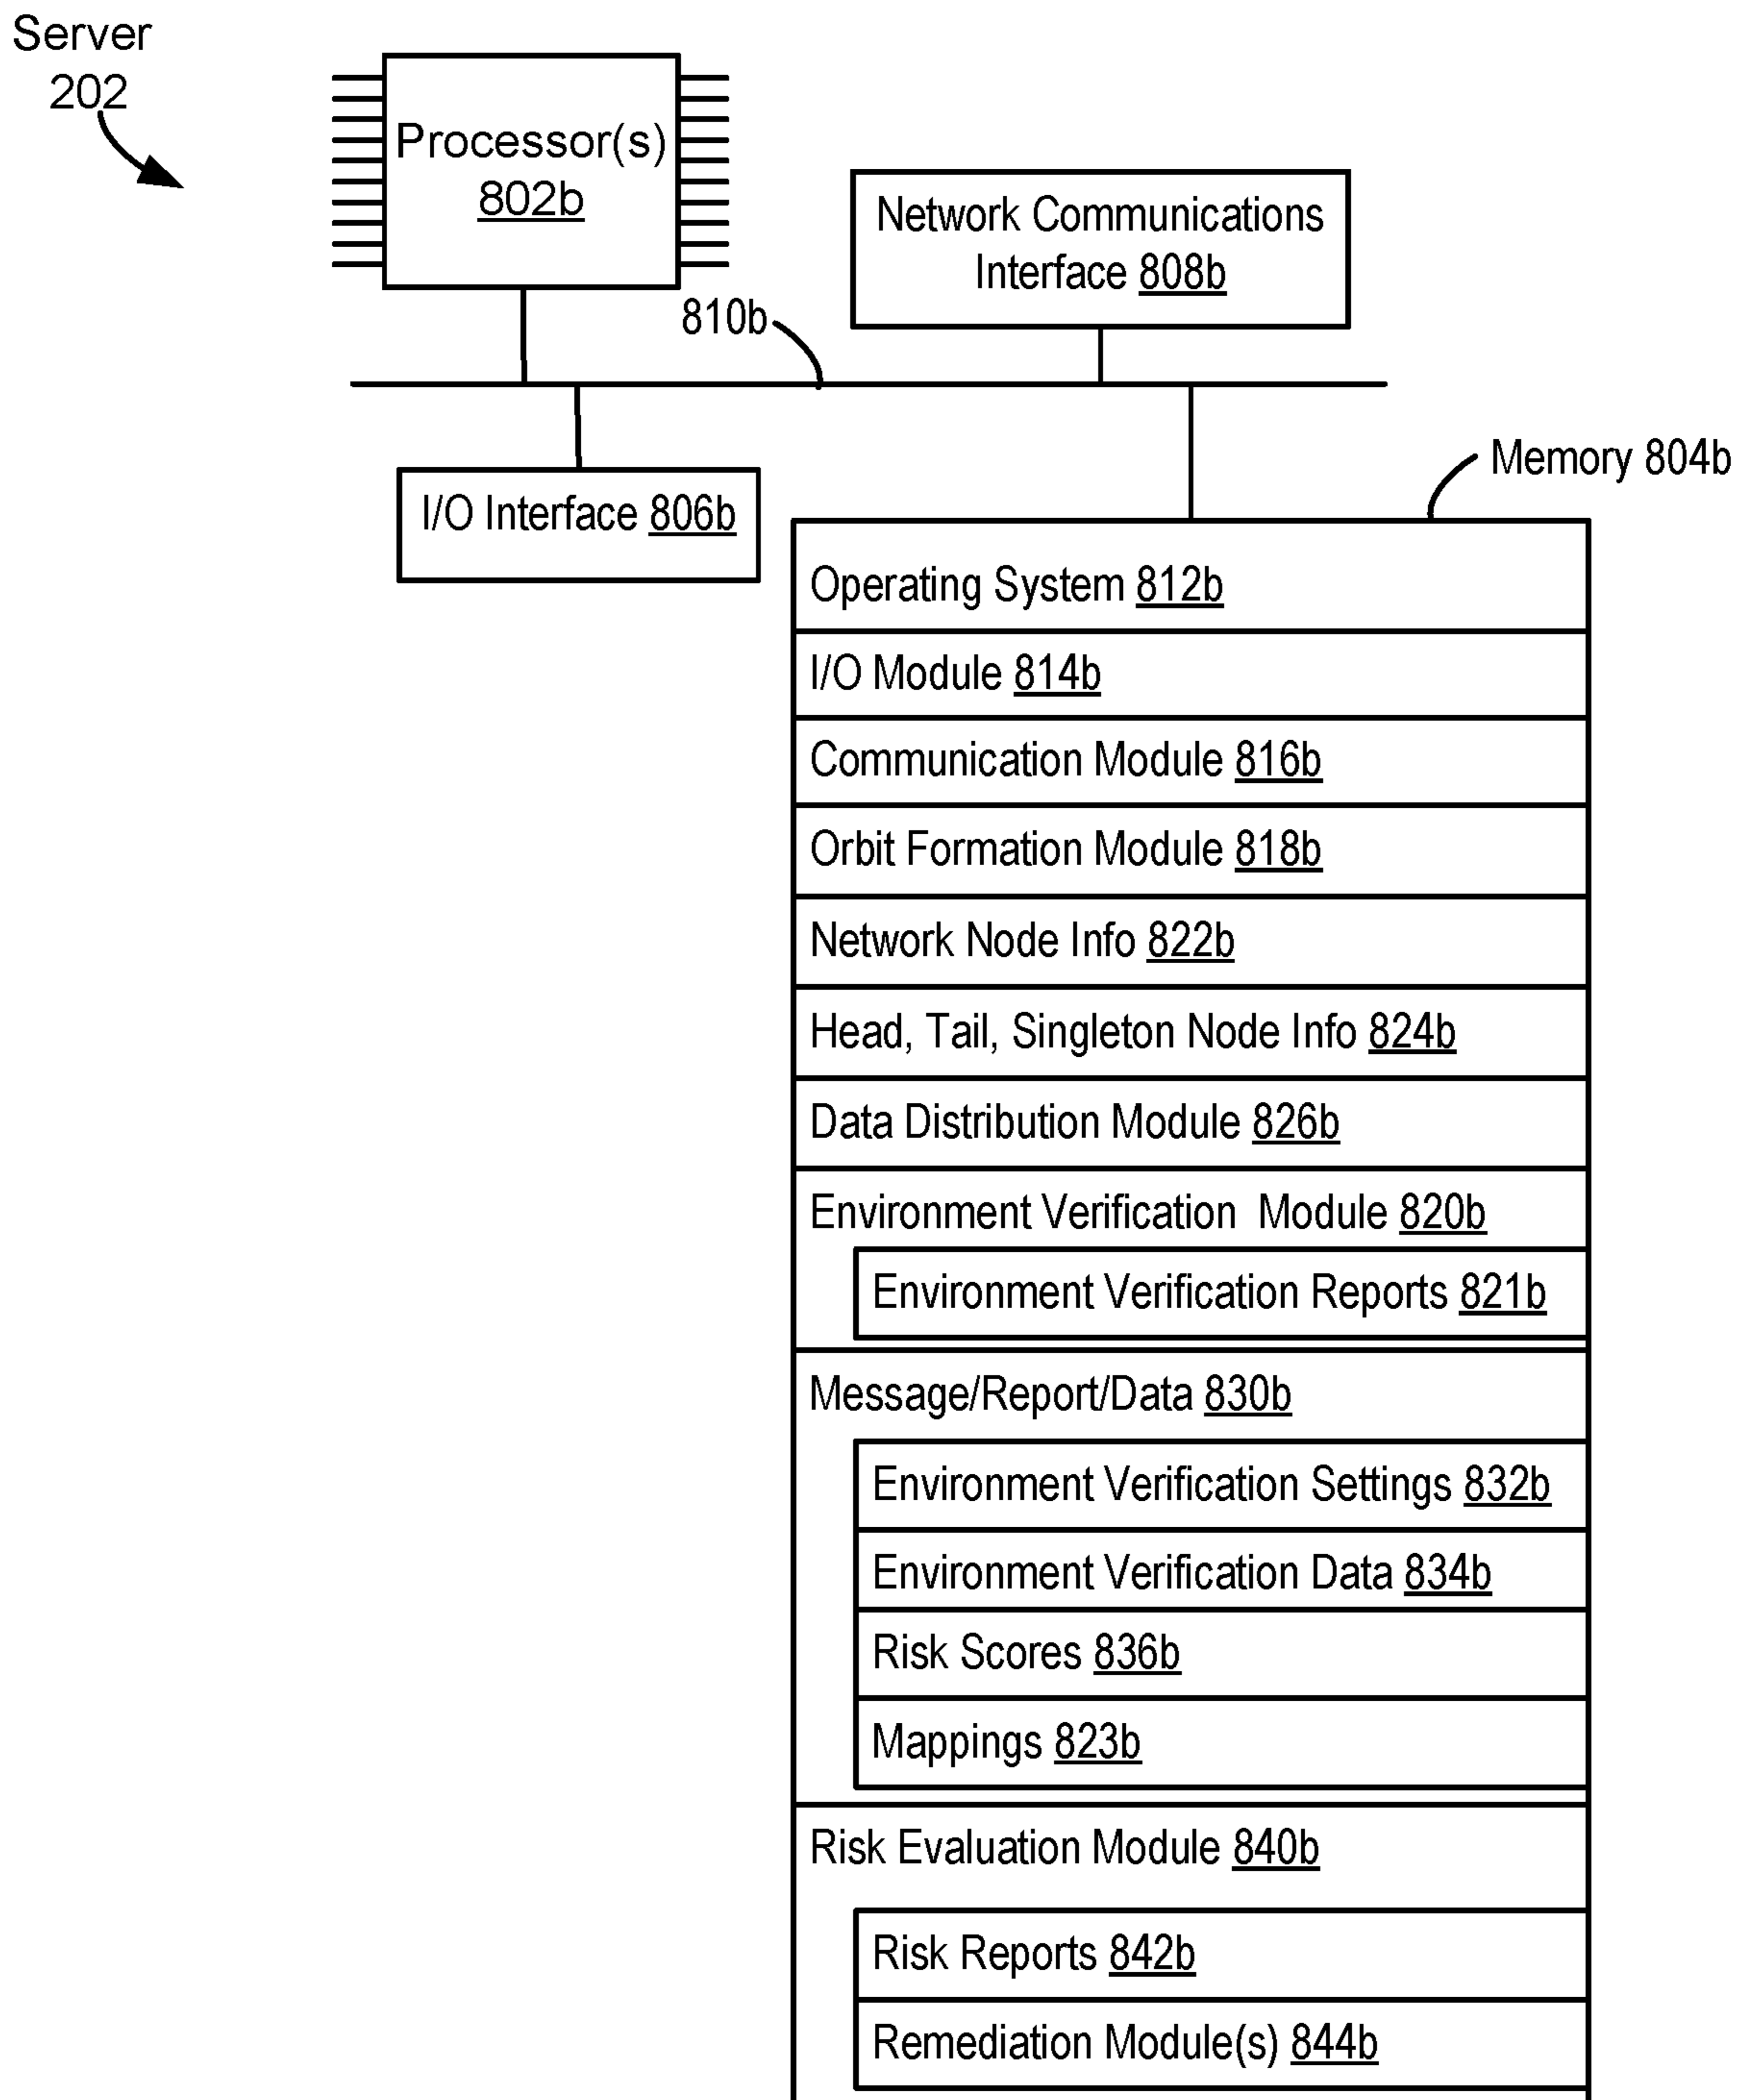 Server
202
Processor(s)
802b
Network Communications
Interface 808b
810b
I/O Interface 806b
Memory 804b
Operating System 812b
I/O Module 814b
Communication Module 816b
Orbit Formation Module 818b
Network Node Info 822b
Head, Tail, Singleton Node Info 824b
Data Distribution Module 826b
Environment Verification Module 820b
Environment Verification Reports 821b
Message/Report/Data 830b
Environment Verification Settings 832b
Environment Verification Data 834b
Risk Scores 836b
Mappings 823b
Risk Evaluation Module 840b
Risk Reports 842b
Remediation Module(s) 844b